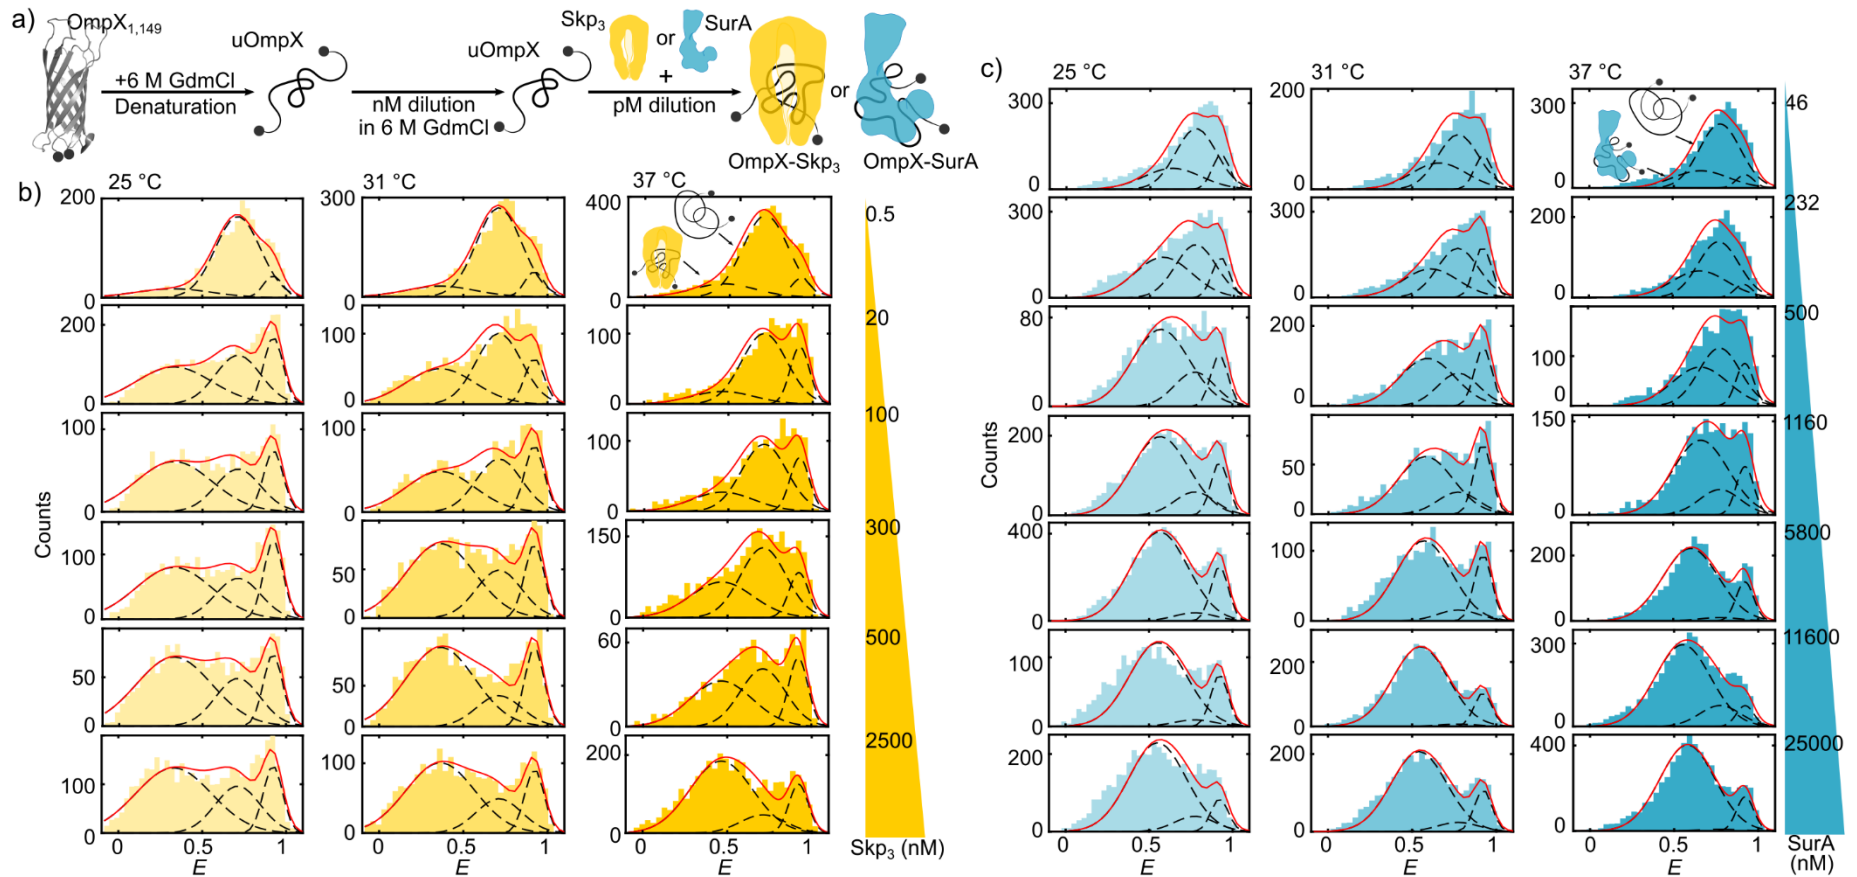 a)
OmpX1,149
+6 M GdmCl
Denaturation
uOmpX
nM dilution
in 6 M GdmCl
uOmpX
Skp3 or SurA
+
pM dilution
or
OmpX-Skp3
OmpX-SurA
b)
25 °C
31 °C
37 °C
200
0
300
0
400
0
0.5
200
0
100
0
100
0
20
100
0
50
0
100
0
100
100
0
50
0
150
0
300
50
0
50
0
60
0
500
100
0
100
0
200
0
2500
Counts
0 0.5 1
0 0.5 1
0 0.5 1
E
E
E
Skp3 (nM)
c)
25 °C
31 °C
37 °C
300
0
200
0
300
0
46
300
0
300
0
200
0
232
80
0
200
0
100
0
500
200
0
50
0
150
0
1160
400
0
100
0
200
0
5800
100
0
200
0
300
0
11600
200
0
200
0
400
0
25000
Counts
0 0.5 1
0 0.5 1
0 0.5 1
E
E
E
SurA
(nM)